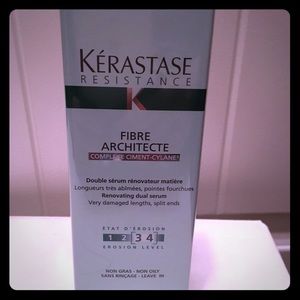 KÉRASTASE
RESISTANCE
K
FIBRE
ARCHITECTE
COMPLEXE CIMENT-CYLANE³
Double sérum rénovateur matière
Longueurs très abîmées, pointes fourchues
Renovating dual serum
Very damaged lengths, split ends
ETAT D'EROSION
1 2 3 4
EROSION LEVEL
NON GRAS - NON OILY
SANS RINÇAGE - LEAVE IN